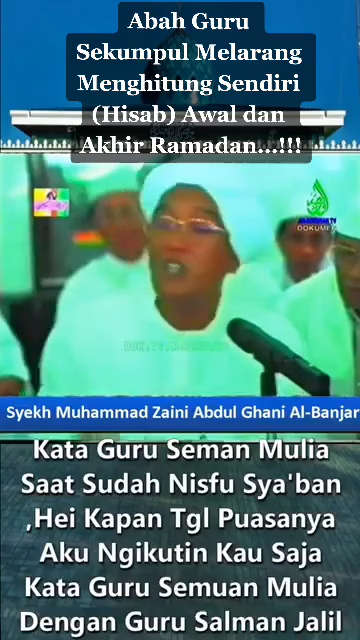 Abah Guru
Sekumpul Melarang
Menghitung Sendiri
(Hisab) Awal dan
Akhir Ramadan...!!!
DOKUMEN
Syekh Muhammad Zaini Abdul Ghani Al-Banjar
Kata Guru Seman Mulia
Saat Sudah Nisfu Sya'ban
,Hei Kapan Tgl Puasanya
Aku Ngikutin Kau Saja
Kata Guru Semuan Mulia
Dengan Guru Salman Jalil